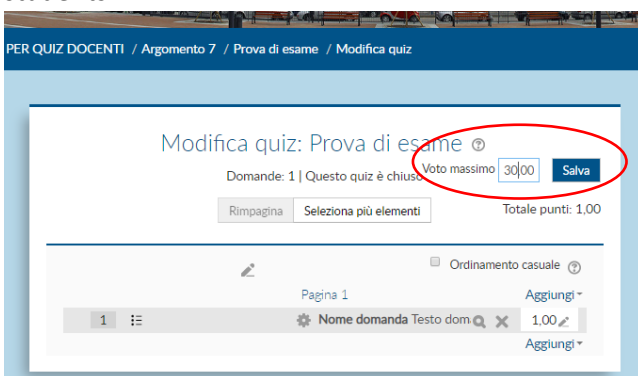 PER QUIZ DOCENTI / Argomento 7 / Prova di esame / Modifica quiz
Modifica quiz: Prova di esame
Domande: 1 | Questo quiz è chiuso
Voto massimo 30,00 Salva
Rimpagina Seleziona più elementi Totale punti: 1,00
Ordinamento casuale
Pagina 1 Aggiungi
1 Nome domanda Testo dom 1,00
Aggiungi